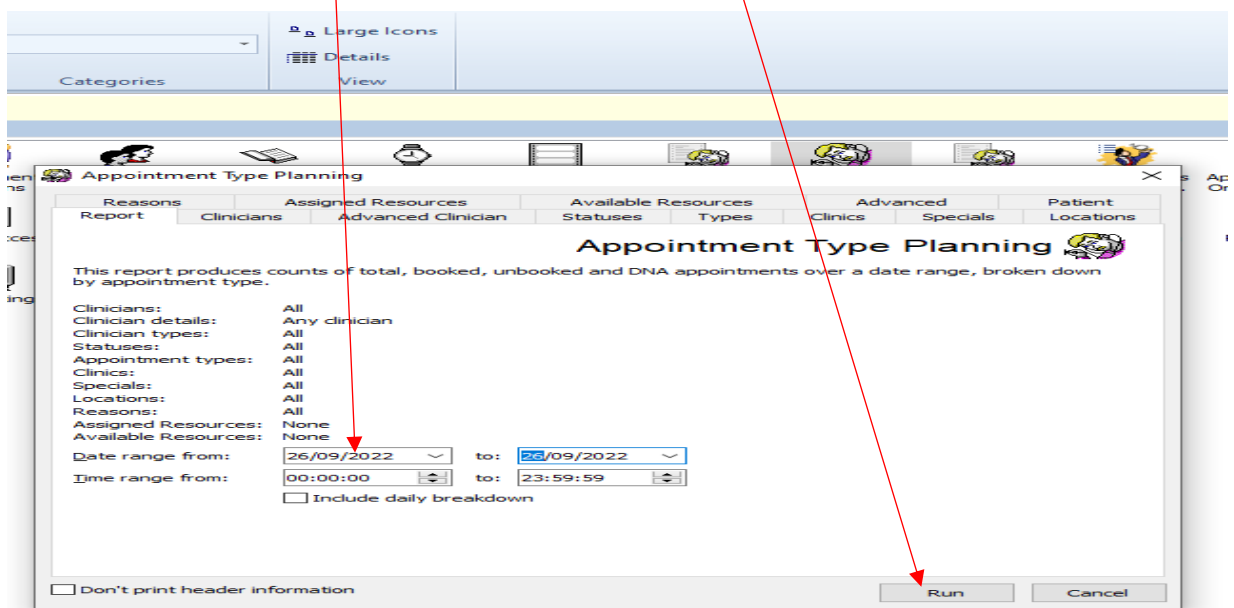 Large Icons
Details
Categories
View
Appointment Type Planning
Reasons Assigned Resources Available Resources Advanced Patient
Report Clinicians Advanced Clinician Statuses Types Clinics Specials Locations
Appointment Type Planning
This report produces counts of total, booked, unbooked and DNA appointments over a date range, broken down
by appointment type.
Clinicians: All
Clinician details: Any clinician
Clinician types: All
Statuses: All
Appointment types: All
Clinics: All
Specials: All
Locations: All
Reasons: All
Assigned Resources: None
Available Resources: None
Date range from: 26/09/2022 to: 26/09/2022
Time range from: 00:00:00 to: 23:59:59
Include daily breakdown
Don't print header information
Run Cancel